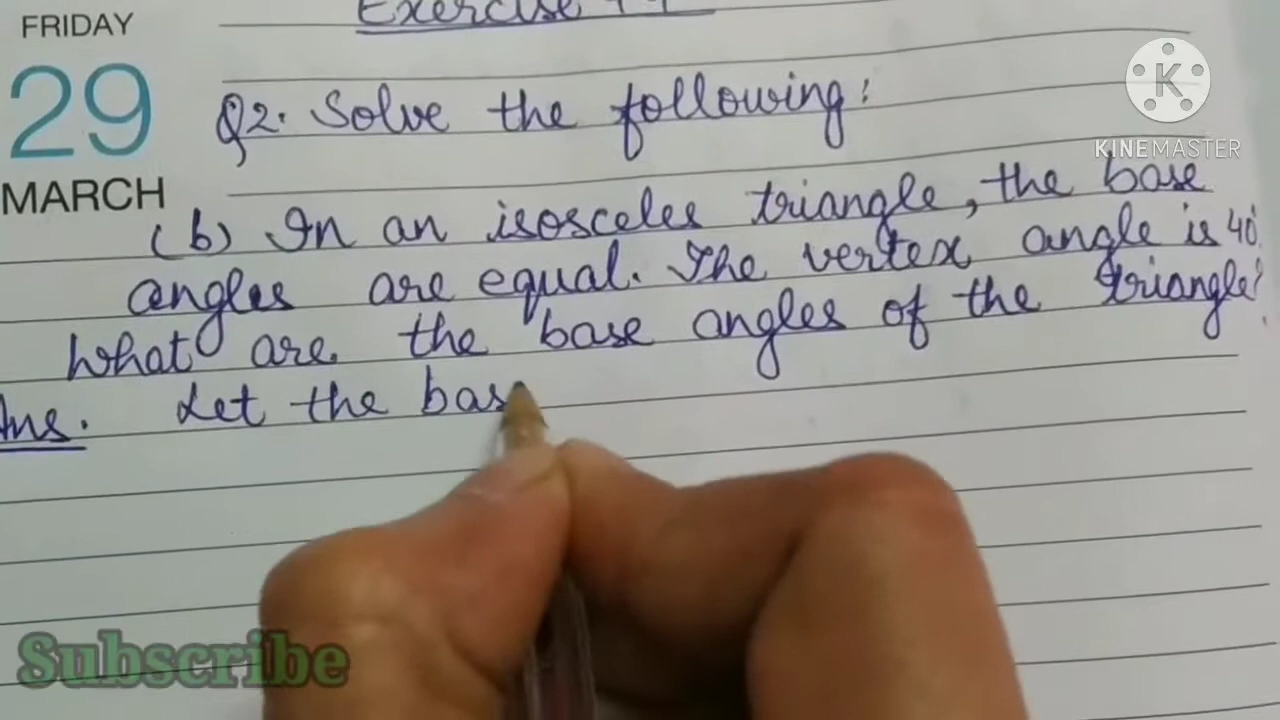 FRIDAY
29
MARCH
Exercise
Q2. Solve the following:
(b) In an isosceles triangle, the base
angles are equal. The vertex angle is 40°.
What are the base angles of the triangle?
Ans. Let the bas
K
KINEMASTER
Subscribe